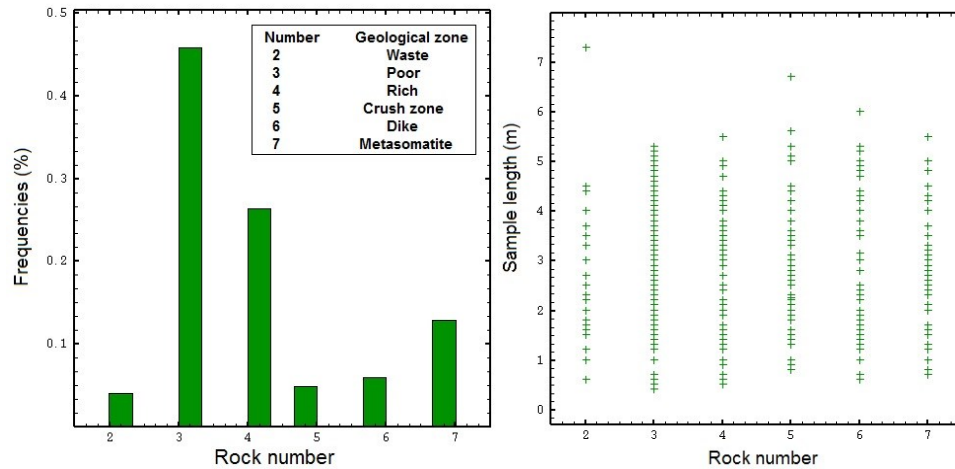 0.5
0.4
0.3
0.2
0.1
Frequencies (%)
Number Geological zone
2 Waste
3 Poor
4 Rich
5 Crush zone
6 Dike
7 Metasomatite
2 3 4 5 6 7
Rock number
7
6
5
4
3
2
1
0
Sample length (m)
2 3 4 5 6 7
Rock number